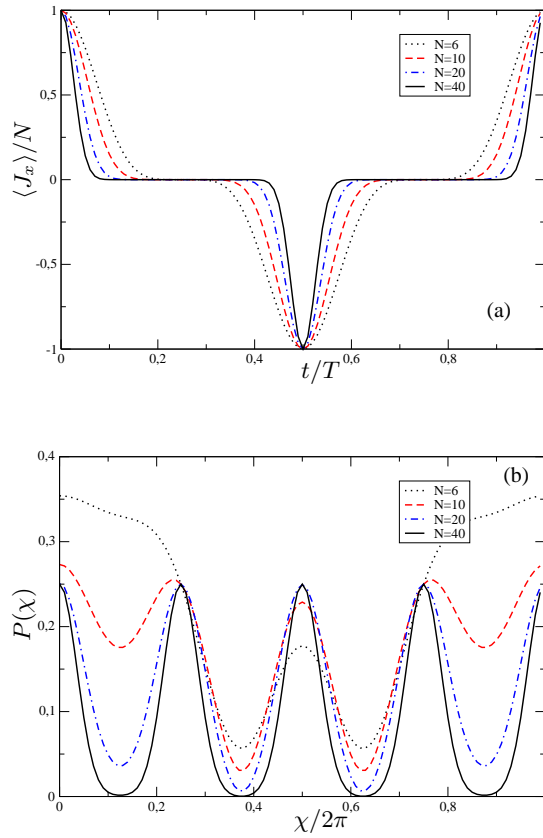 1
0,5
0
-0,5
-1
⟨J_x⟩/N
N=6
N=10
N=20
N=40
(a)
0 0,2 0,4 0,6 0,8
t/T
0,4
0,3
0,2
0,1
0
P(χ)
(b)
N=6
N=10
N=20
N=40
0 0,2 0,4 0,6 0,8
χ/2π